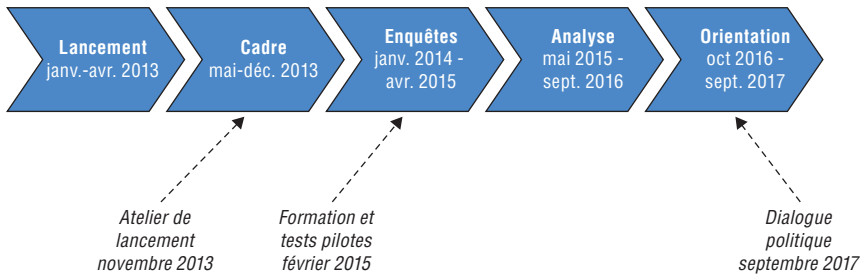 Lancement
janv.-avr. 2013
Cadre
mai-déc. 2013
Enquêtes
janv. 2014 -
avr. 2015
Analyse
mai 2015 -
sept. 2016
Orientation
oct 2016 -
sept. 2017
Atelier de
lancement
novembre 2013
Formation et
tests pilotes
février 2015
Dialogue
politique
septembre 2017